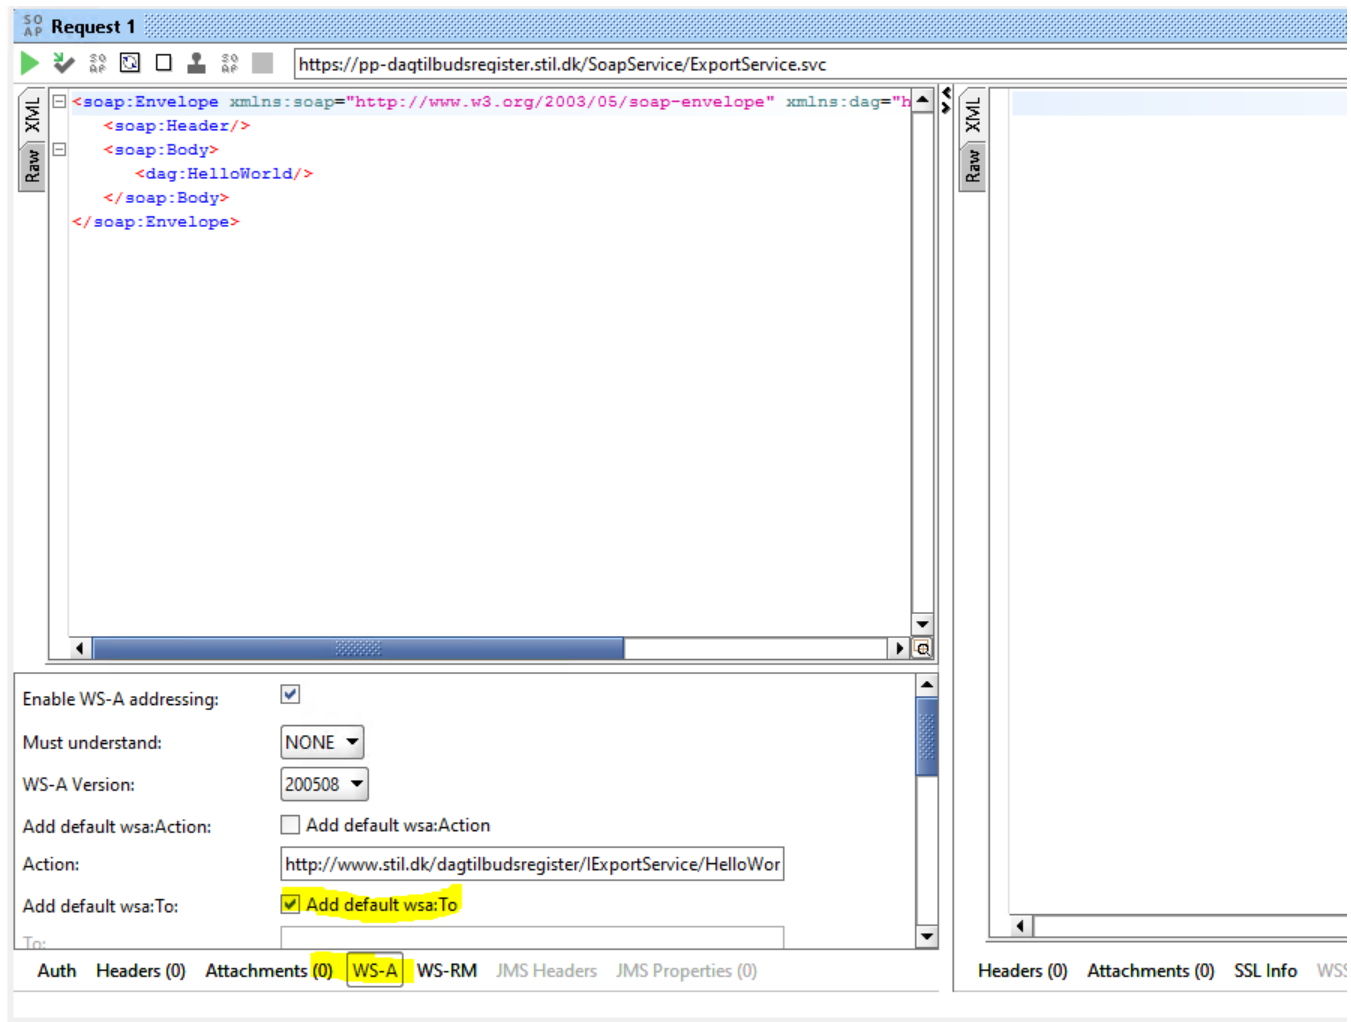 SO AP Request 1
https://pp-dagtilbudsregister.stil.dk/SoapService/ExportService.svc
XML
Raw
<soap:Envelope xmlns:soap="http://www.w3.org/2003/05/soap-envelope" xmlns:dag="h
<soap:Header/>
<soap:Body>
<dag:HelloWorld/>
</soap:Body>
</soap:Envelope>
XML
Raw
Enable WS-A addressing:
Must understand: NONE
WS-A Version: 200508
Add default wsa:Action: Add default wsa:Action
Action: http://www.stil.dk/dagtilbudsregister/IExportService/HelloWor
Add default wsa:To: Add default wsa:To
To:
Auth Headers (0) Attachments (0) WS-A WS-RM JMS Headers JMS Properties (0)
Headers (0) Attachments (0) SSL Info WSS